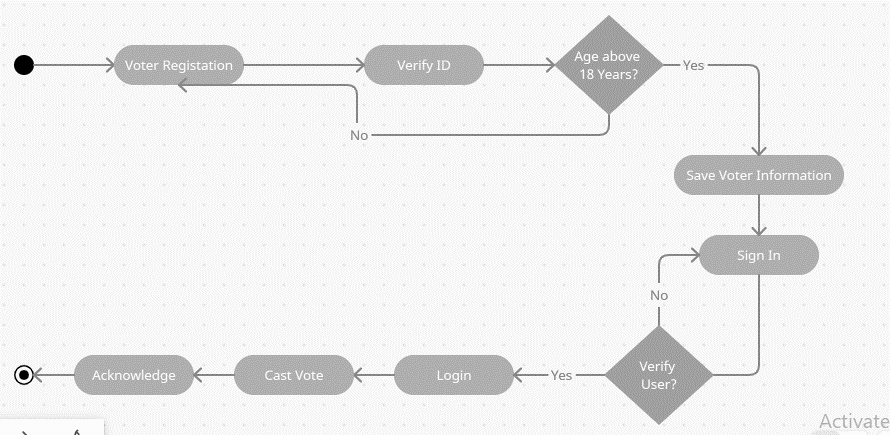 Voter Registation
Verify ID
Age above
18 Years?
Yes
No
Save Voter Information
Sign In
No
Verify
User?
Yes
Login
Cast Vote
Acknowledge
Activate